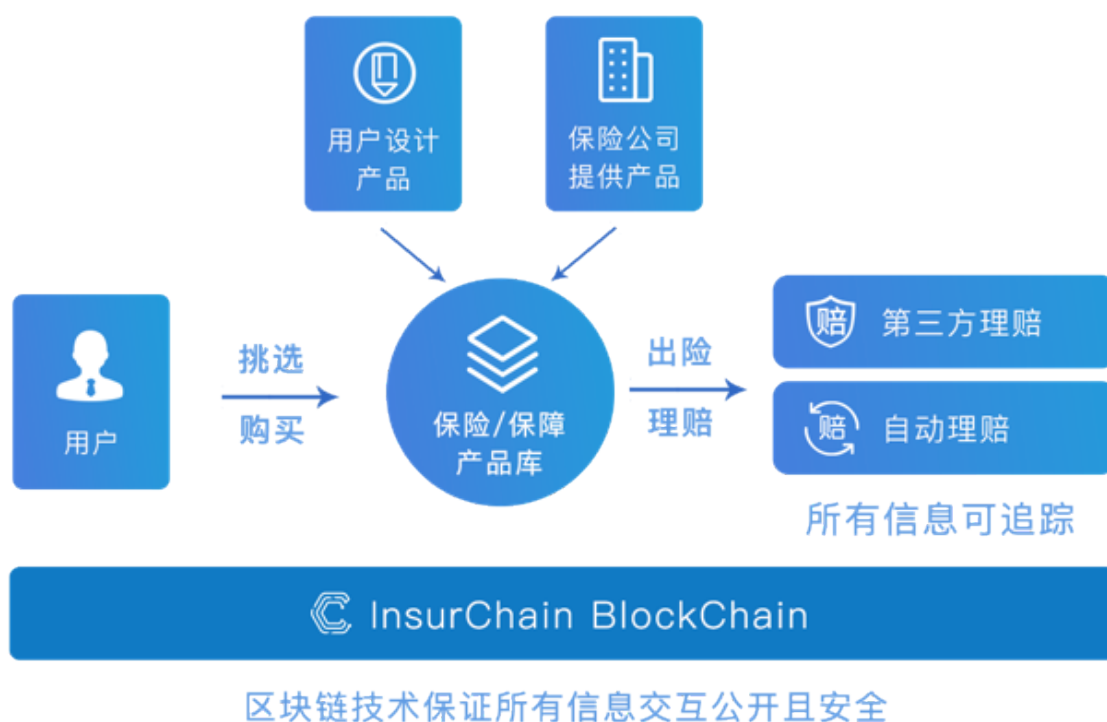 用户设计
产品
保险公司
提供产品
用户
挑选
购买
保险/保障
产品库
出险
理赔
赔 第三方理赔
赔 自动理赔
所有信息可追踪
InsurChain BlockChain
区块链技术保证所有信息交互公开且安全